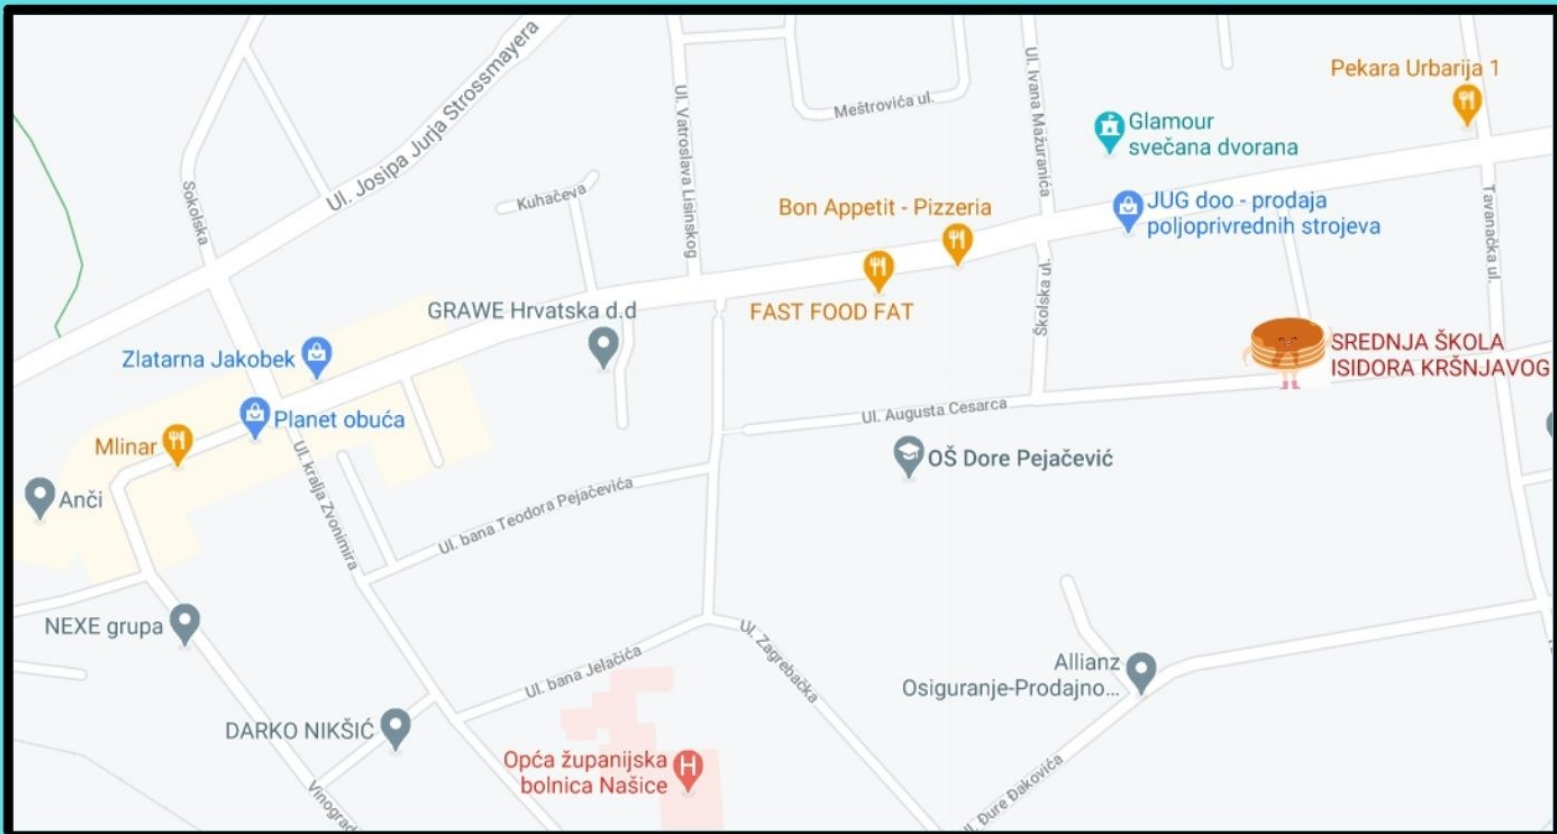 Ul. Josipa Jurja Strossmayera
Ul. Vatroslava Lisinskog
Meštrovića ul.
Ul. Ivana Mažuranića
Pekara Urbarija 1
Glamour
svečana dvorana
Sokolska
Kuhačeva
Bon Appetit - Pizzeria
JUG doo - prodaja
poljoprivrednih strojeva
Tavanačka ul.
GRAWE Hrvatska d.d
FAST FOOD FAT
Školska ul.
Zlatarna Jakobek
SREDNJA ŠKOLA
ISIDORA KRŠNJAVOG
Planet obuća
Ul. Augusta Cesarca
Mlinar
OŠ Dore Pejačević
Anči
Ul. kralja Zvonimira
Ul. bana Teodora Pejačevića
NEXE grupa
Ul. bana Jelačića
Ul. Zagrebačka
Allianz
Osiguranje-Prodajno...
DARKO NIKŠIĆ
Opća županijska
bolnica Našice
H
Vinograd
Ul. Đure Đakovića